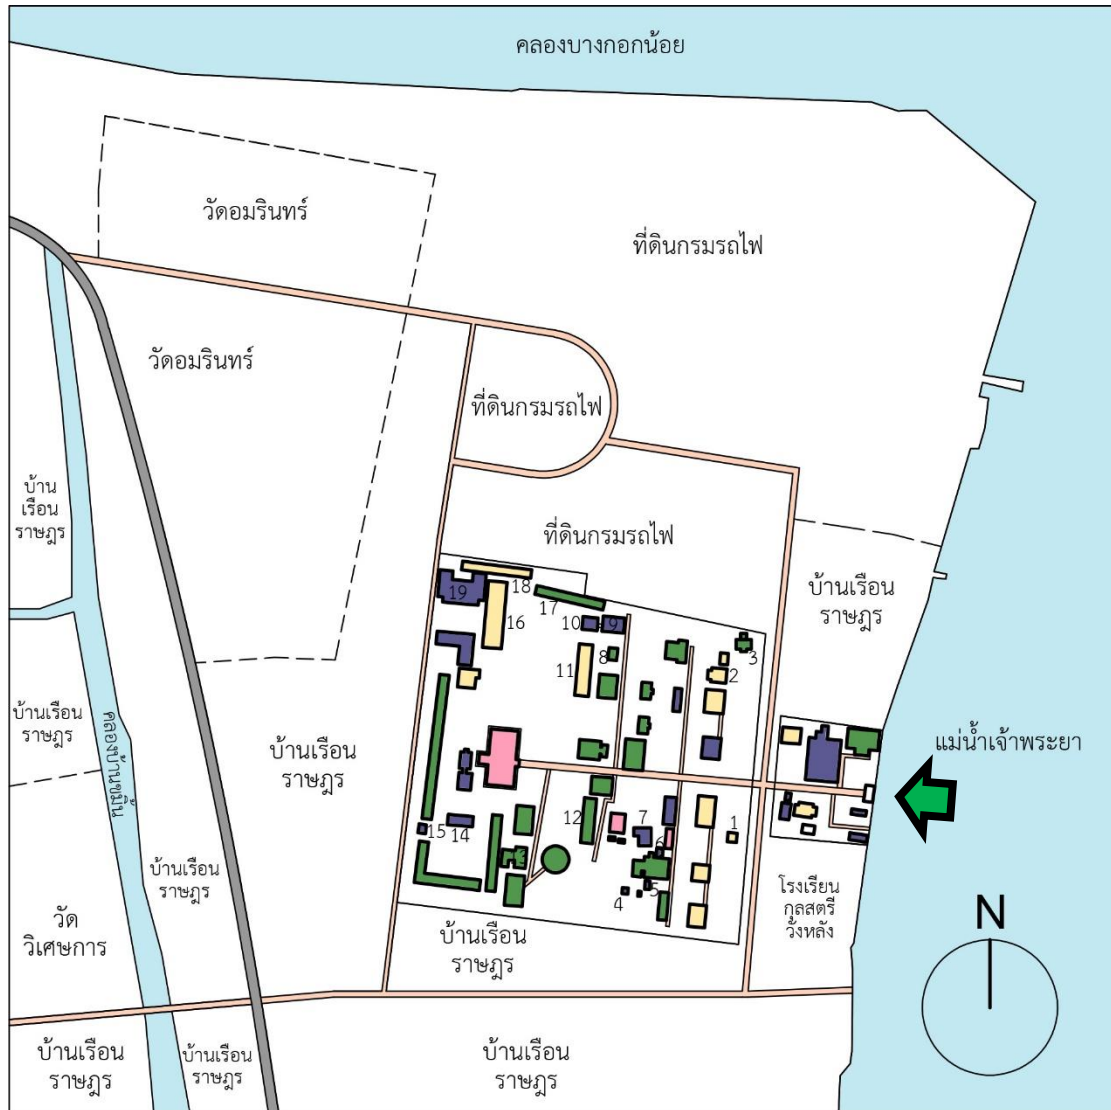 คลองบางกอกน้อย
วัดอมรินทร์
ที่ดินกรมรถไฟ
วัดอมรินทร์
ที่ดินกรมรถไฟ
บ้าน
เรือน
ราษฎร
ที่ดินกรมรถไฟ
บ้านเรือน
ราษฎร
18
19
17
16
10
9
8
3
2
11
บ้านเรือน
ราษฎร
คลองบ้านขมิ้น
บ้านเรือน
ราษฎร
แม่น้ำเจ้าพระยา
15
14
12
7
6
1
5
4
บ้านเรือน
ราษฎร
โรงเรียน
กุลสตรี
วังหลัง
วัด
วิเศษการ
บ้านเรือน
ราษฎร
N
บ้านเรือน
ราษฎร
บ้านเรือน
ราษฎร
บ้านเรือน
ราษฎร